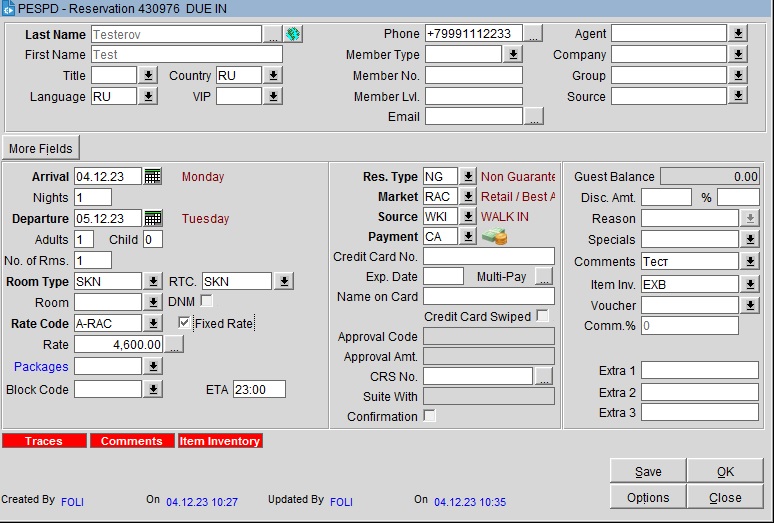 PESPD - Reservation 430976 DUE IN
Last Name Testerov ... Phone +79991112233 ... Agent
First Name Test Member Type Company
Title Country RU Member No. Group
Language RU VIP Member Lvl. Source
Email ...
More Fields
Arrival 04.12.23 Monday Res. Type NG Non Guarante Guest Balance 0.00
Nights 1 Market RAC Retail / Best A Disc. Amt. %
Departure 05.12.23 Tuesday Source WKI WALK IN Reason
Adults 1 Child 0 Payment CA Specials
No. of Rms. 1 Credit Card No. Comments Тест
Room Type SKN RTC. SKN Exp. Date Multi-Pay ... Item Inv. EXB
Room DNM Name on Card Voucher
Rate Code A-RAC Fixed Rate Credit Card Swiped Comm.% 0
Rate 4,600.00 ... Approval Code
Packages Approval Amt. Extra 1
Block Code ETA 23:00 CRS No. ... Extra 2
Suite With Extra 3
Confirmation
Traces Comments Item Inventory
Save OK
Created By FOLI On 04.12.23 10:27 Updated By FOLI On 04.12.23 10:35 Options Close